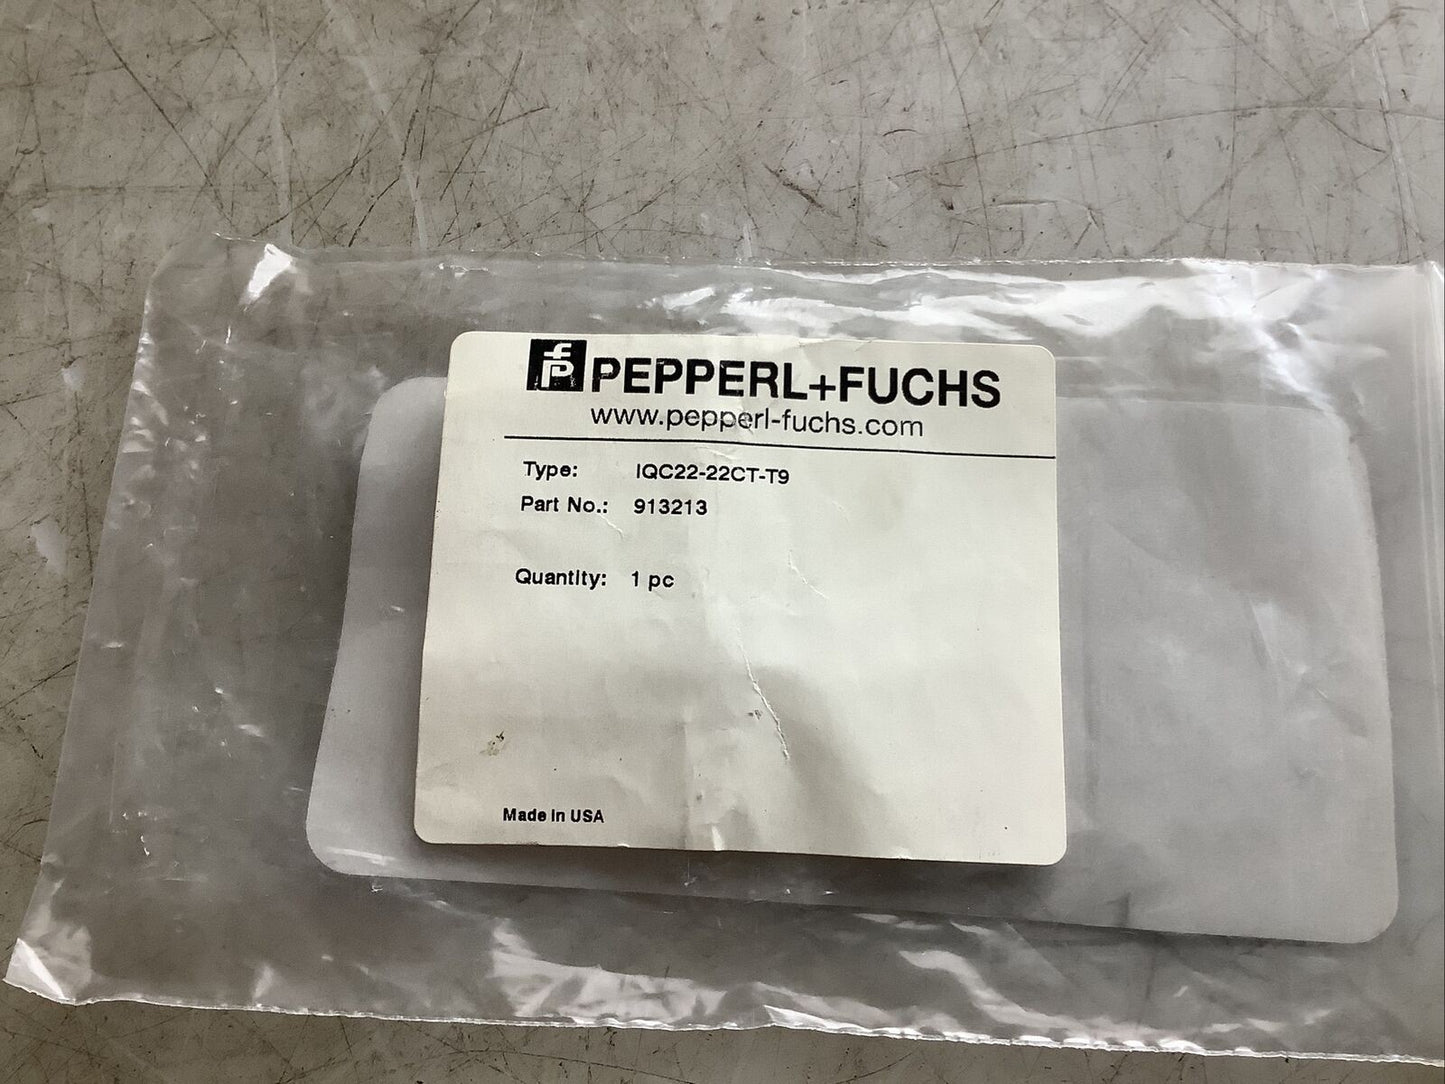 PEPPERL+FUCHS
www.pepperl-fuchs.com
Type: IQC22-22CT-T9
Part No.: 913213
Quantity: 1 pc
Made in USA